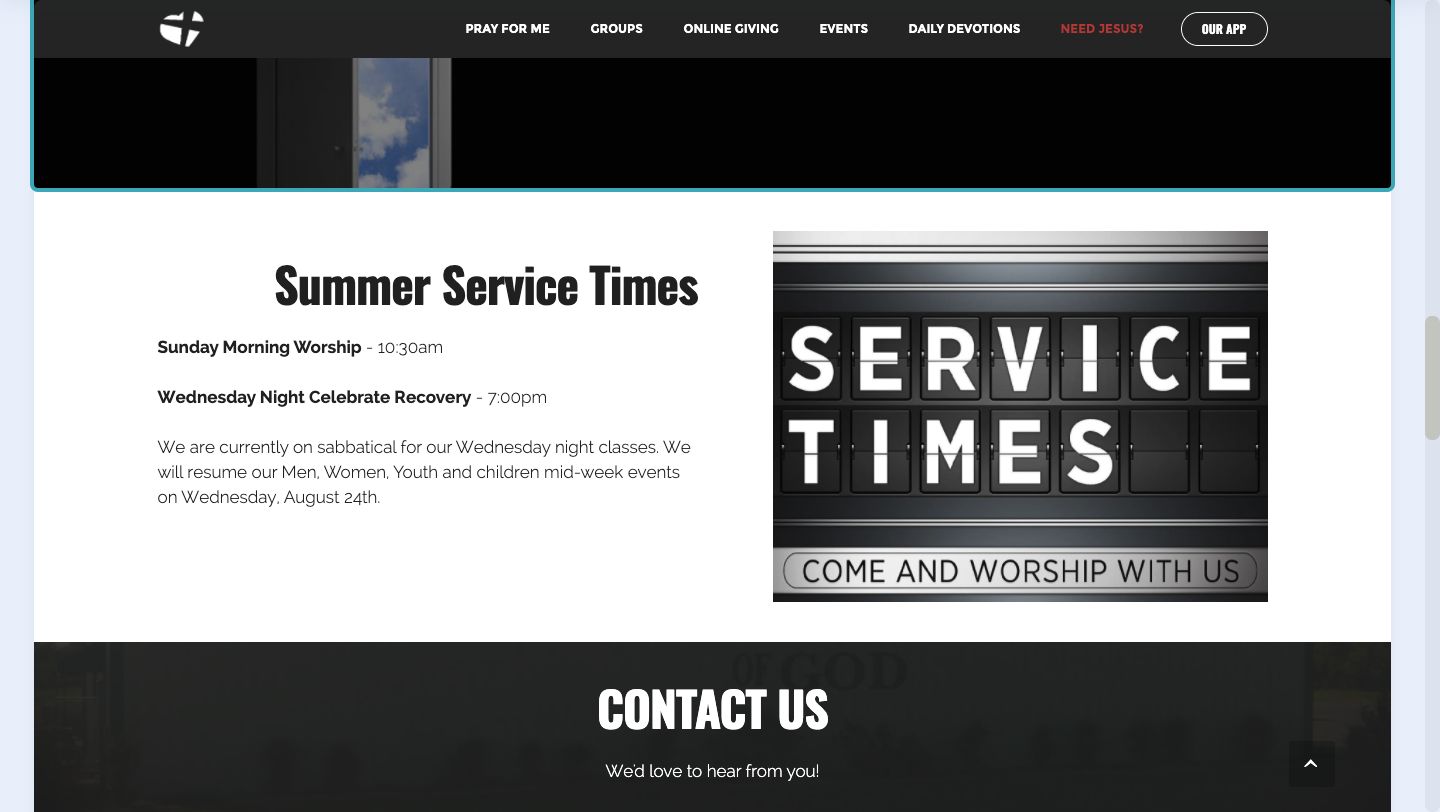 PRAY FOR ME
GROUPS
ONLINE GIVING
EVENTS
DAILY DEVOTIONS
NEED JESUS?
OUR APP
Summer Service Times
Sunday Morning Worship - 10:30am
Wednesday Night Celebrate Recovery - 7:00pm
We are currently on sabbatical for our Wednesday night classes. We
will resume our Men, Women, Youth and children mid-week events
on Wednesday, August 24th.
SERVICE
TIMES
COME AND WORSHIP WITH US
OF GOD
CONTACT US
We'd love to hear from you!